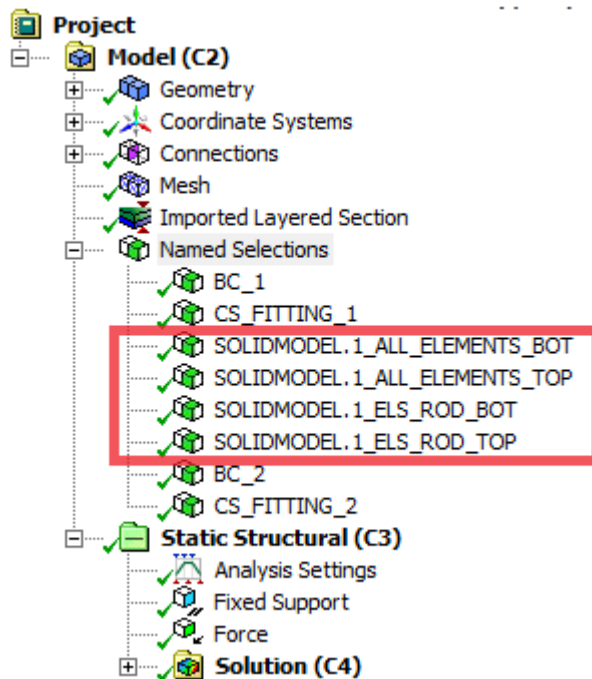 Project
Model (C2)
Geometry
Coordinate Systems
Connections
Mesh
Imported Layered Section
Named Selections
BC_1
CS_FITTING_1
SOLIDMODEL.1_ALL_ELEMENTS_BOT
SOLIDMODEL.1_ALL_ELEMENTS_TOP
SOLIDMODEL.1_ELS_ROD_BOT
SOLIDMODEL.1_ELS_ROD_TOP
BC_2
CS_FITTING_2
Static Structural (C3)
Analysis Settings
Fixed Support
Force
Solution (C4)